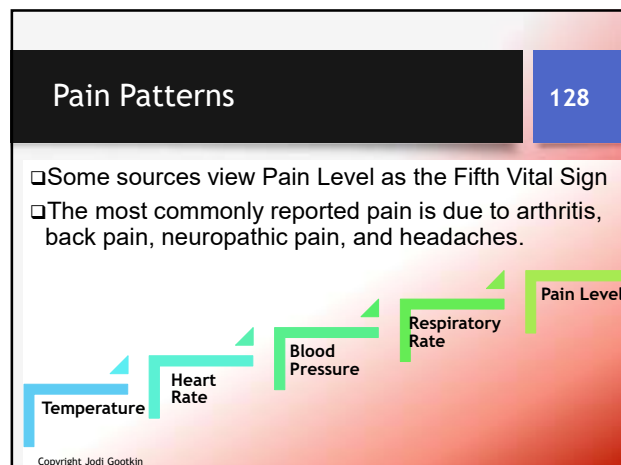 Pain Patterns
128
❑Some sources view Pain Level as the Fifth Vital Sign
❑The most commonly reported pain is due to arthritis,
back pain, neuropathic pain, and headaches.
Temperature
Heart
Rate
Blood
Pressure
Respiratory
Rate
Pain Level
Copyright Jodi Gootkin